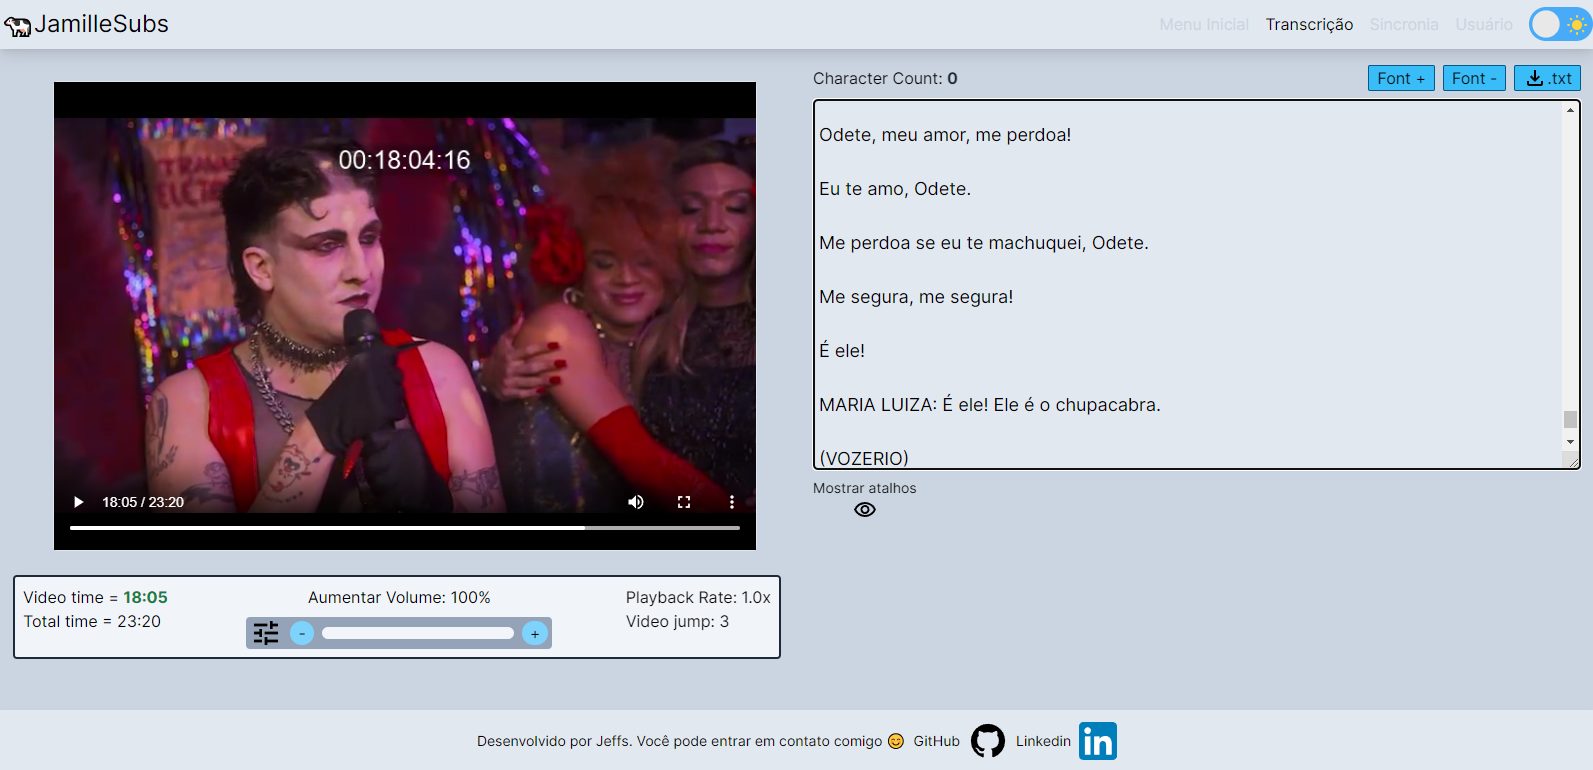 JamilleSubs
Menu Inicial Transcrição Sincronia Usuário
00:18:04:16
18:05 / 23:20
Video time = 18:05
Total time = 23:20
Aumentar Volume: 100%
- +
Playback Rate: 1.0x
Video jump: 3
Character Count: 0
Font + Font - .txt
Odete, meu amor, me perdoa!
Eu te amo, Odete.
Me perdoa se eu te machuquei, Odete.
Me segura, me segura!
É ele!
MARIA LUIZA: É ele! Ele é o chupacabra.
(VOZERIO)
Mostrar atalhos
Desenvolvido por Jeffs. Você pode entrar em contato comigo 😊 GitHub Linkedin in